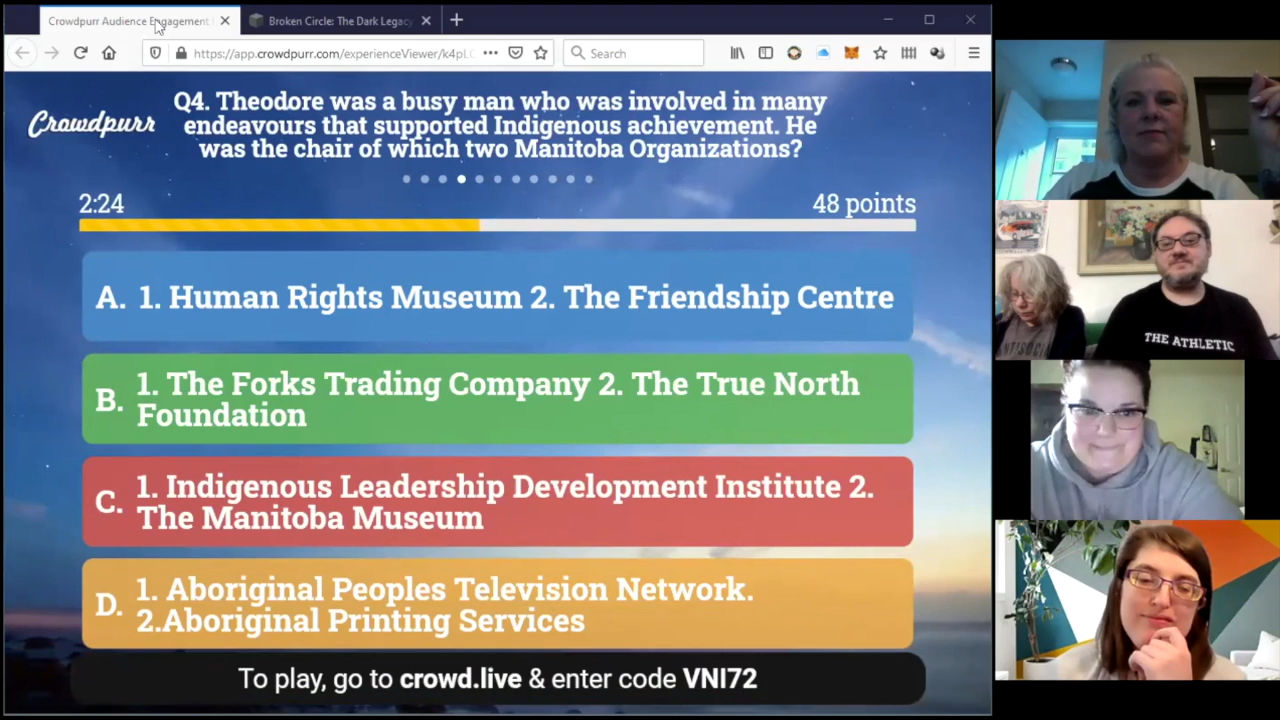 Crowdpurr Audience Engagement
Broken Circle: The Dark Legacy
https://app.crowdpurr.com/experienceViewer/k4pL
Search
Crowdpurr
Q4. Theodore was a busy man who was involved in many
endeavours that supported Indigenous achievement. He
was the chair of which two Manitoba Organizations?
2:24
48 points
A. 1. Human Rights Museum 2. The Friendship Centre
B. 1. The Forks Trading Company 2. The True North
Foundation
C. 1. Indigenous Leadership Development Institute 2.
The Manitoba Museum
D. 1. Aboriginal Peoples Television Network.
2.Aboriginal Printing Services
To play, go to crowd.live & enter code VNI72
THE ATHLETIC